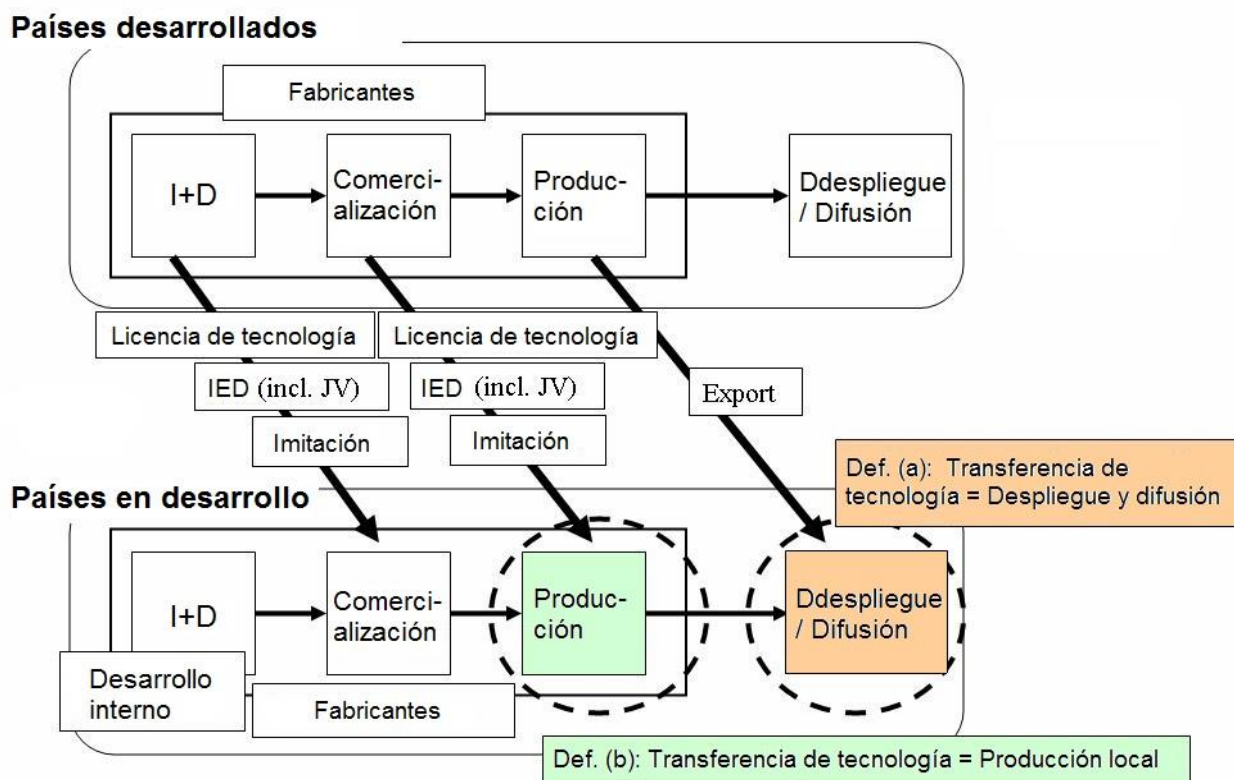 Países desarrollados
Fabricantes
I+D
Comerci-
alización
Produc-
ción
Ddespliegue
/ Difusión
Licencia de tecnología
Licencia de tecnología
IED (incl. JV)
IED (incl. JV)
Export
Imitación
Imitación
Def. (a): Transferencia de
tecnología = Despliegue y difusión
Países en desarrollo
I+D
Comerci-
alización
Produc-
ción
Ddespliegue
/ Difusión
Desarrollo
interno
Fabricantes
Def. (b): Transferencia de tecnología = Producción local